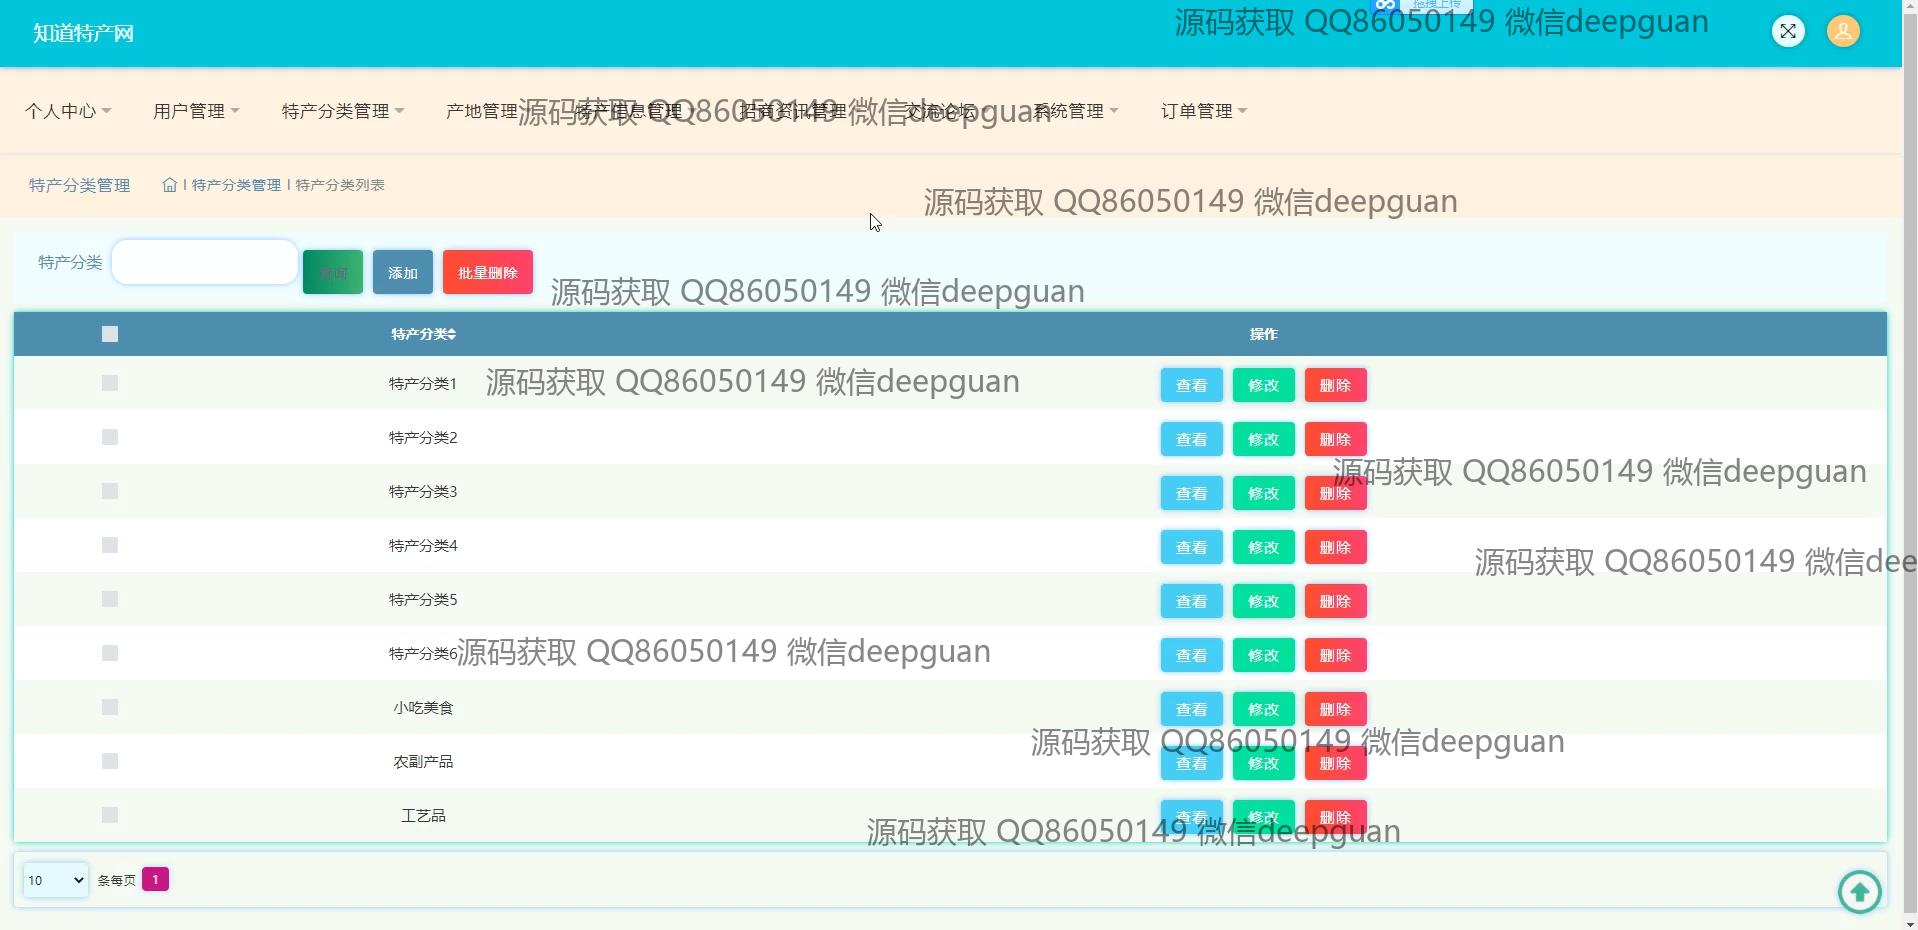 知道特产网
拖拽上传
源码获取 QQ86050149 微信deepguan
个人中心 用户管理 特产分类管理 产地管理 特产信息管理 招商资讯管理 交流论坛 系统管理 订单管理
源码获取 QQ86050149 微信deepguan
特产分类管理 | 特产分类管理 | 特产分类列表
源码获取 QQ86050149 微信deepguan
特产分类 查询 添加 批量删除
源码获取 QQ86050149 微信deepguan
特产分类 操作
特产分类1 查看 修改 删除
源码获取 QQ86050149 微信deepguan
特产分类2 查看 修改 删除
源码获取 QQ86050149 微信deepguan
特产分类3 查看 修改 删除
特产分类4 查看 修改 删除
源码获取 QQ86050149 微信dee
特产分类5 查看 修改 删除
特产分类6 查看 修改 删除
源码获取 QQ86050149 微信deepguan
小吃美食 查看 修改 删除
源码获取 QQ86050149 微信deepguan
农副产品 查看 修改 删除
工艺品 查看 修改 删除
源码获取 QQ86050149 微信deepguan
10 条每页 1